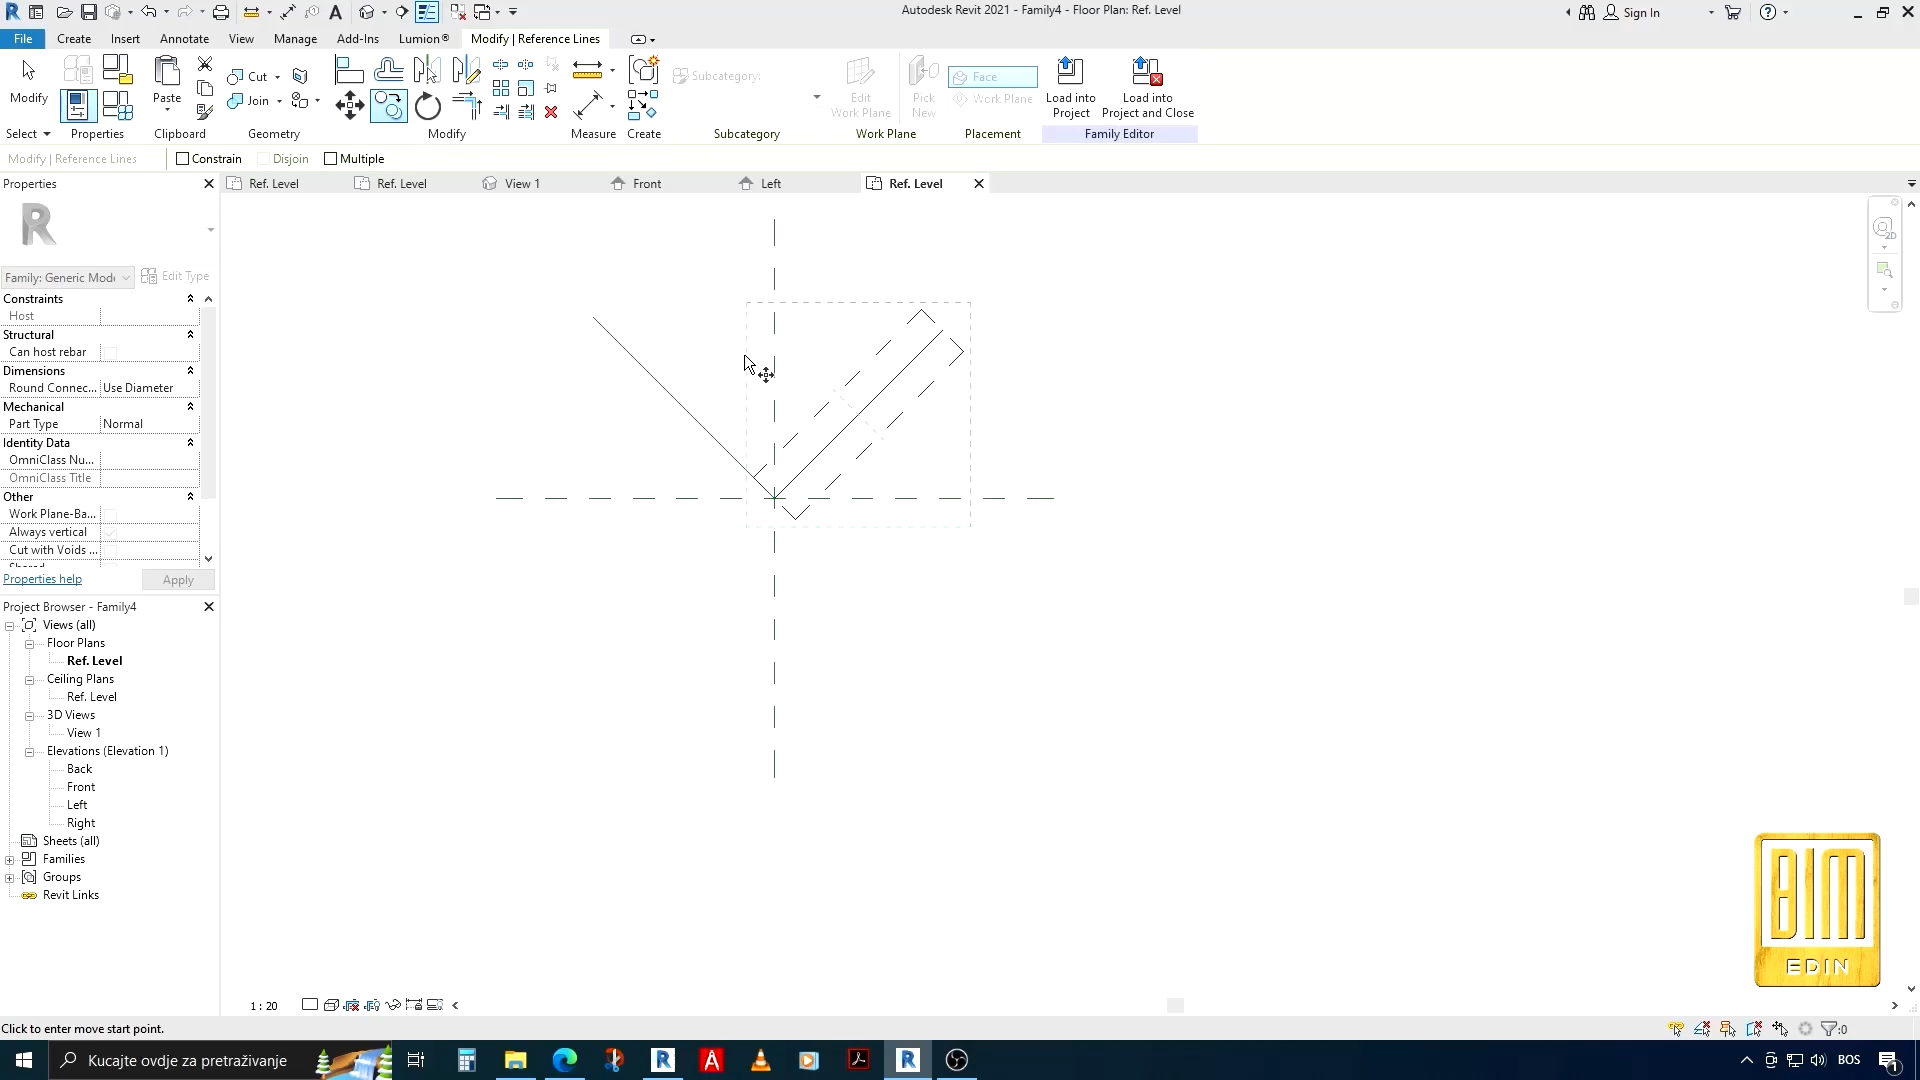 Autodesk Revit 2021 - Family4 - Floor Plan: Ref. Level
Sign In
File Create Insert Annotate View Manage Add-Ins Lumion® Modify | Reference Lines
Modify Paste Cut Join Subcategory: Edit Work Plane Pick New Face Work Plane Load into Project Load into Project and Close
Select Properties Clipboard Geometry Modify Measure Create Subcategory Work Plane Placement Family Editor
Modify | Reference Lines Constrain Disjoin Multiple
Properties
Ref. Level Ref. Level View 1 Front Left Ref. Level
Family: Generic Mod Edit Type
Constraints
Host
Structural
Can host rebar
Dimensions
Round Connec... Use Diameter
Mechanical
Part Type Normal
Identity Data
OmniClass Nu...
OmniClass Title
Other
Work Plane-Ba...
Always vertical
Cut with Voids ...
Properties help Apply
Project Browser - Family4
Views (all)
Floor Plans
Ref. Level
Ceiling Plans
Ref. Level
3D Views
View 1
Elevations (Elevation 1)
Back
Front
Left
Right
Sheets (all)
Families
Groups
Revit Links
2D
BIM
EDIN
1 : 20
Click to enter move start point.
:0
Kucajte ovdje za pretraživanje
BOS
1